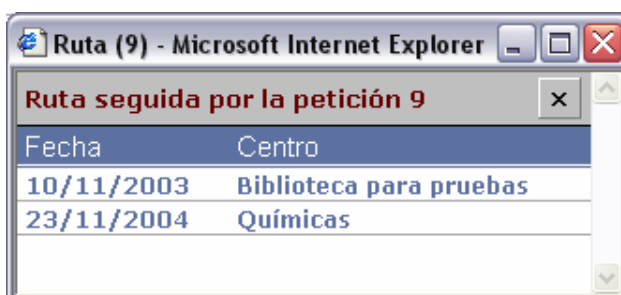 Ruta (9) - Microsoft Internet Explorer
Ruta seguida por la petición 9
Fecha Centro
10/11/2003 Biblioteca para pruebas
23/11/2004 Químicas